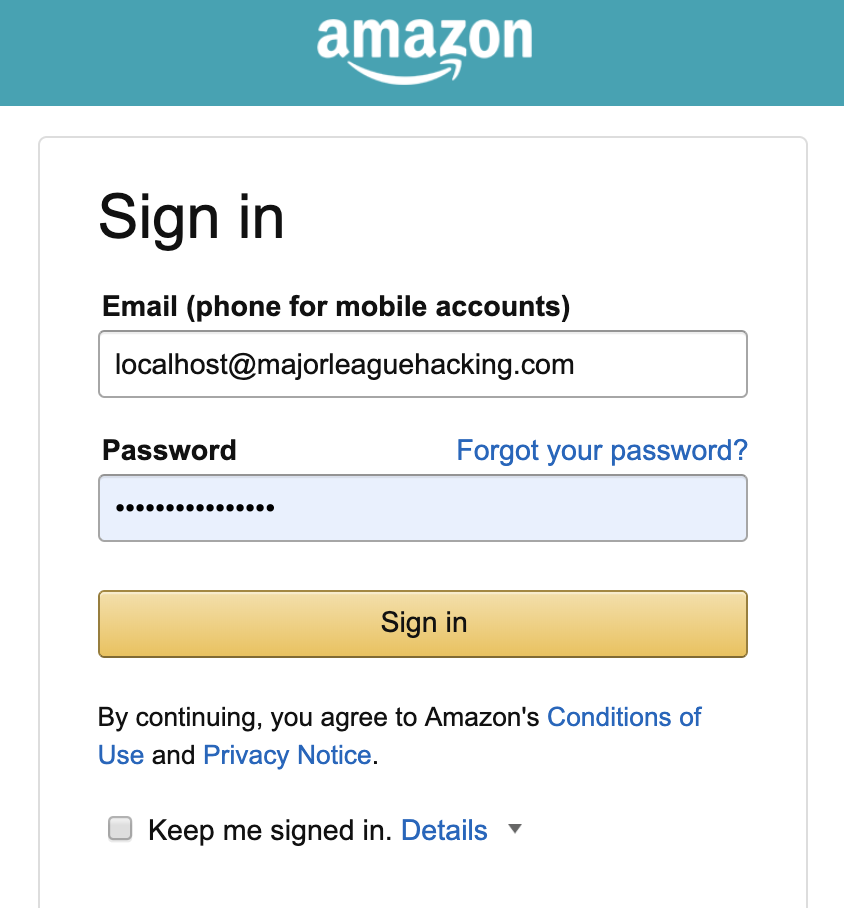 amazon
Sign in
Email (phone for mobile accounts)
localhost@majorleaguehacking.com
Password Forgot your password?
••••••••••••••••
Sign in
By continuing, you agree to Amazon's Conditions of
Use and Privacy Notice.
Keep me signed in. Details